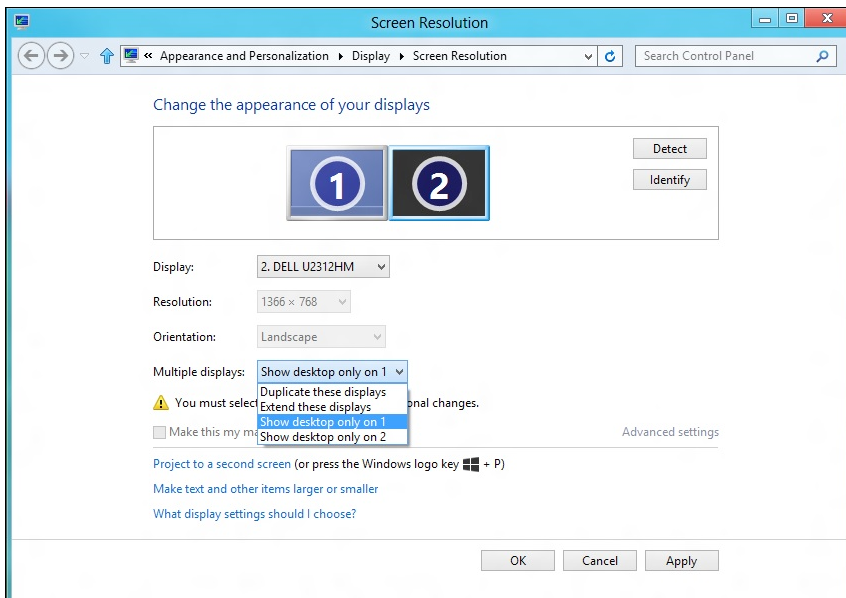 Screen Resolution
« Appearance and Personalization Display Screen Resolution Search Control Panel
Change the appearance of your displays
1 2
Detect
Identify
Display: 2. DELL U2312HM
Resolution: 1366 × 768
Orientation: Landscape
Multiple displays: Show desktop only on 1
Duplicate these displays
Extend these displays
Show desktop only on 1
Show desktop only on 2
You must select onal changes.
Make this my ma Advanced settings
Project to a second screen (or press the Windows logo key + P)
Make text and other items larger or smaller
What display settings should I choose?
OK Cancel Apply